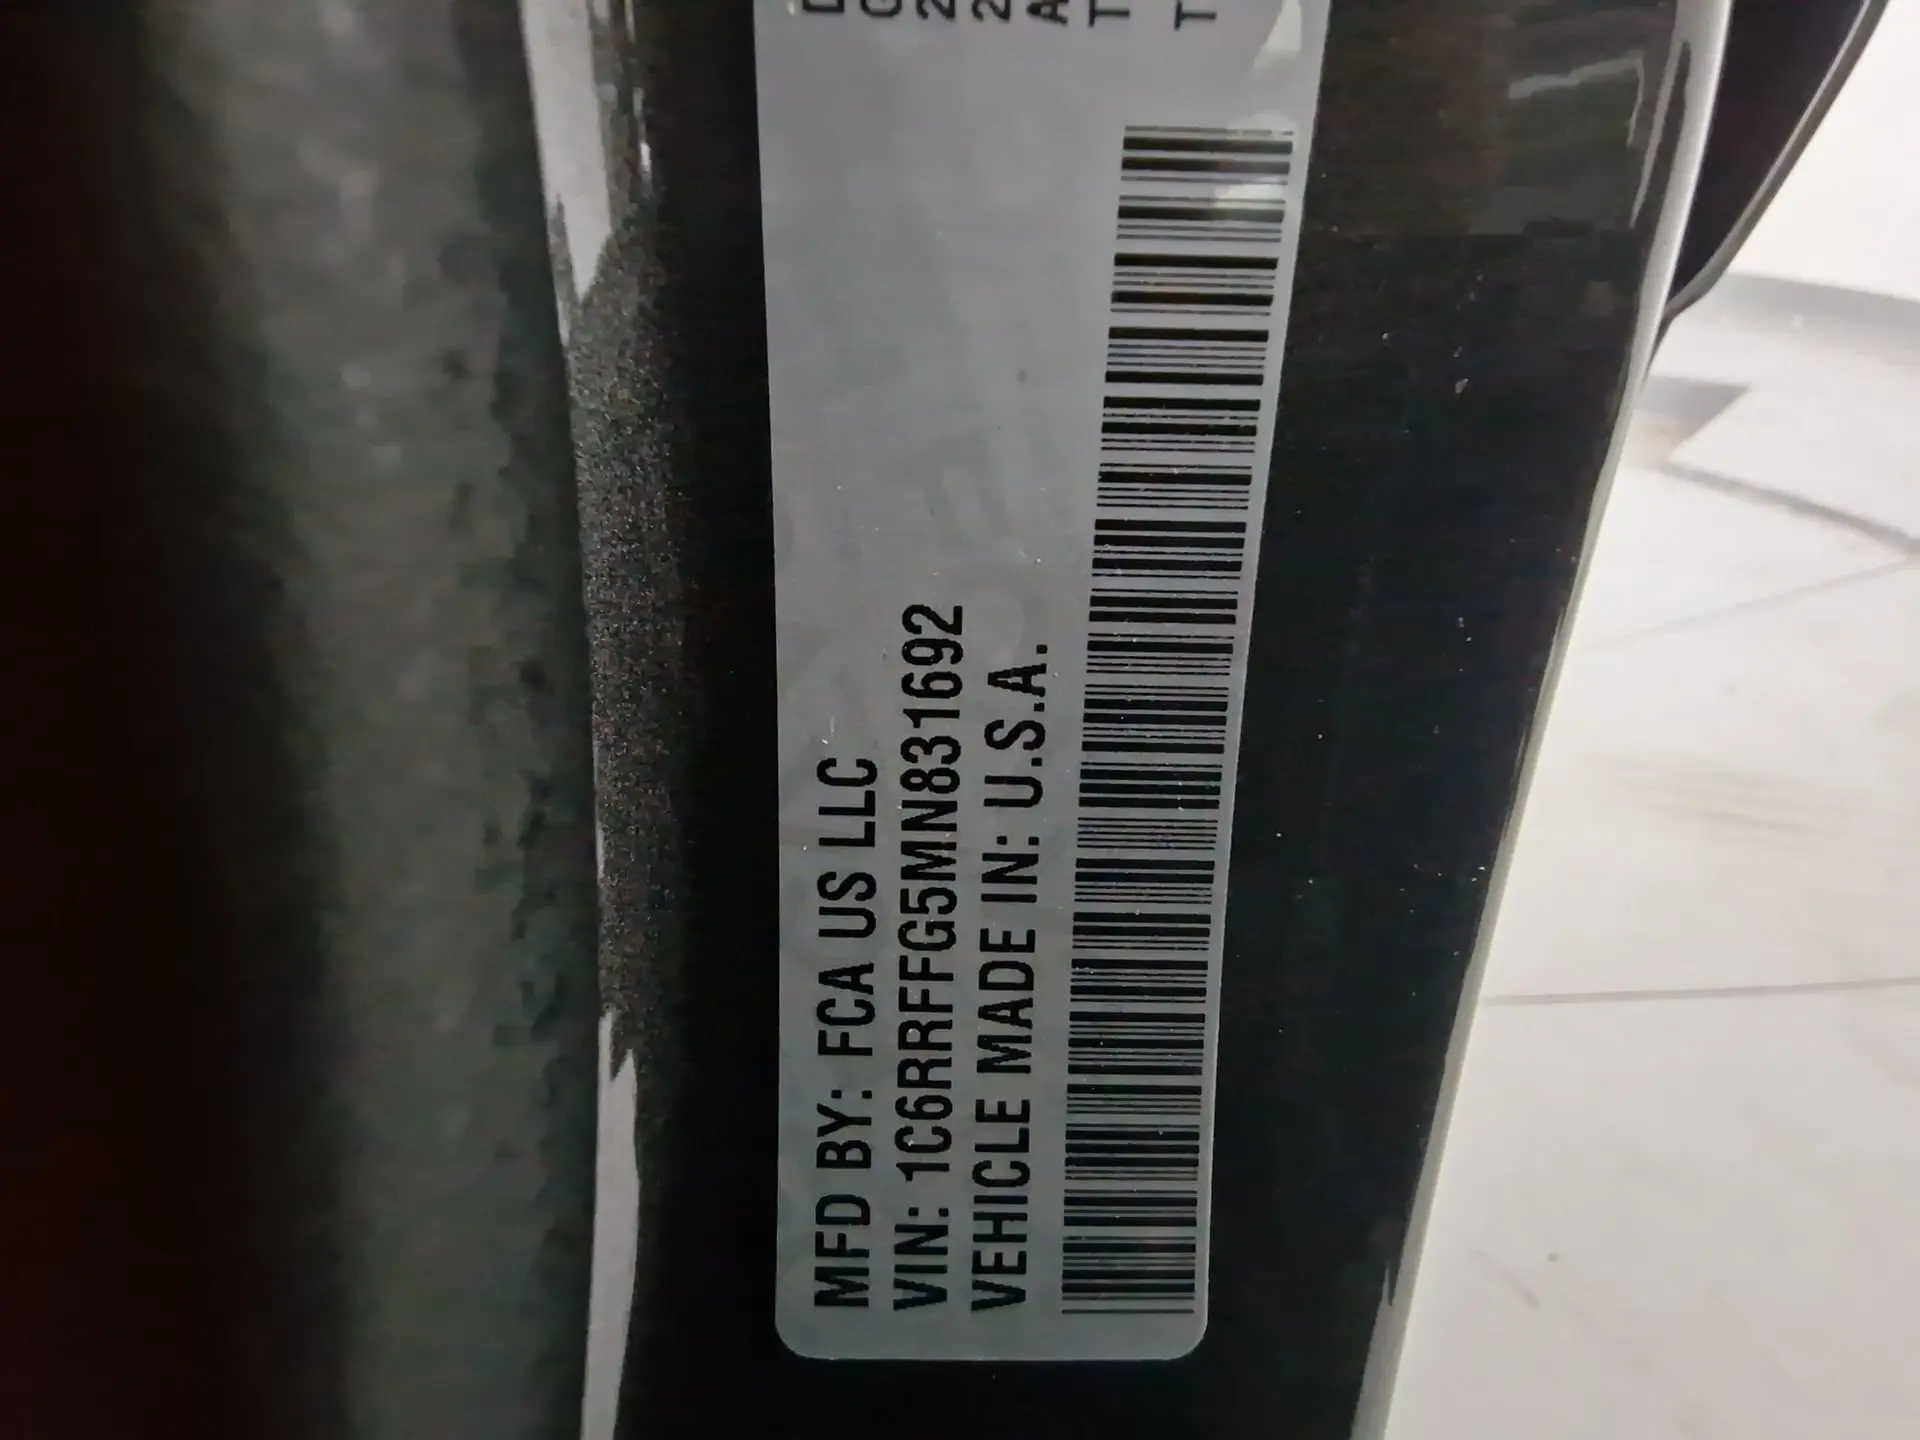 MFD BY: FCA US LLC
VIN: 1C6RRFFG5MN831692
VEHICLE MADE IN: U.S.A.